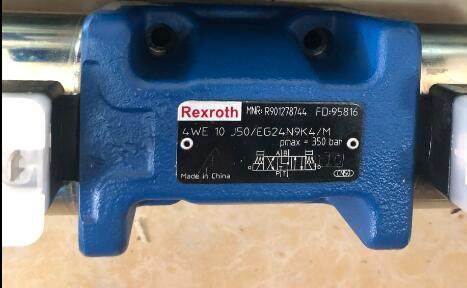 Rexroth MNR: R901278744 FD: 95816
4WE 10 J50/EG24N9K4/M
pmax = 350 bar
A B
a b
P T
Made in China